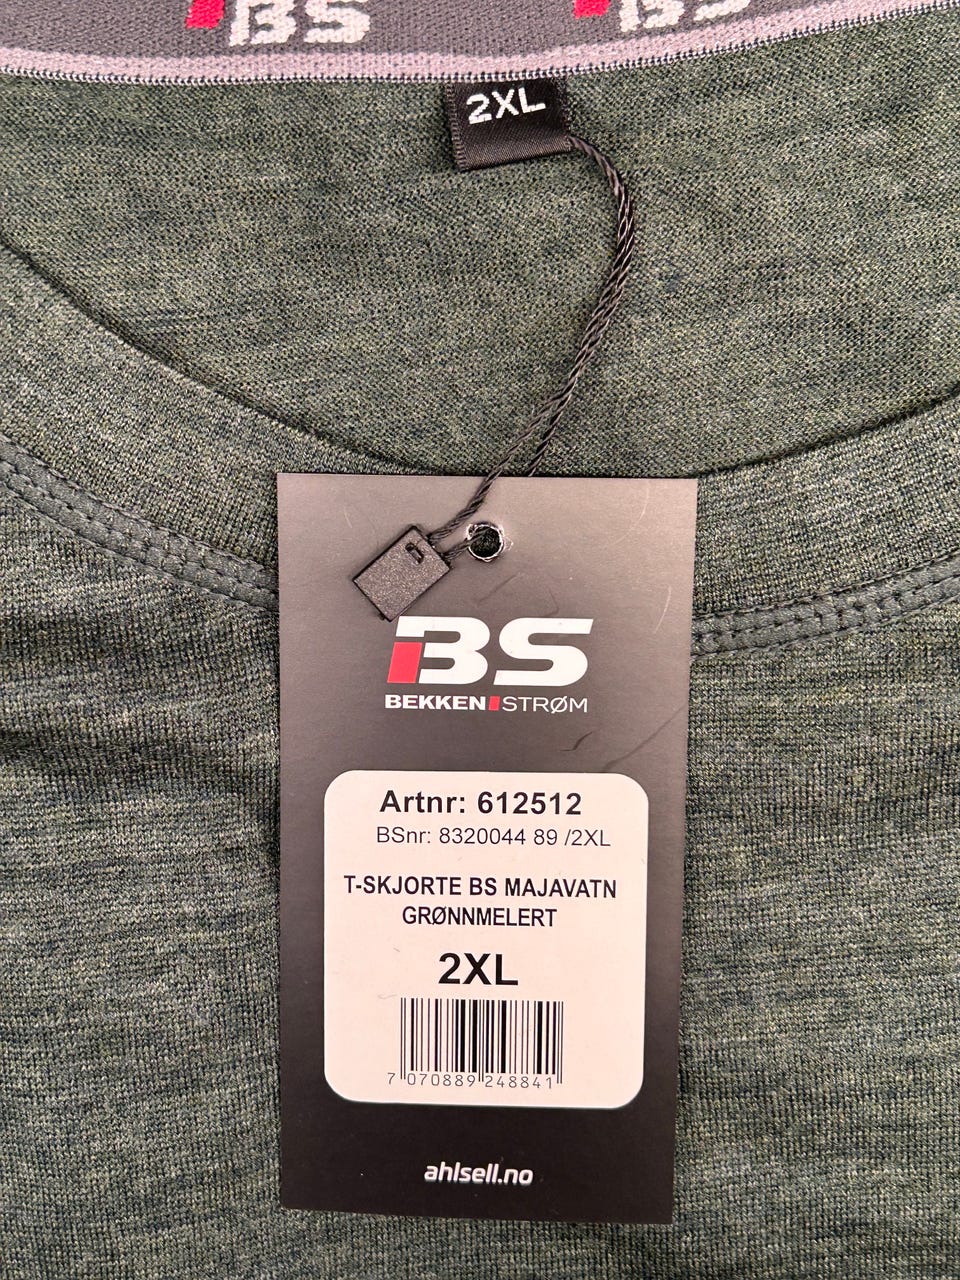 BS BS
2XL
BS
BEKKEN STRØM
Artnr: 612512
BSnr: 8320044 89 /2XL
T-SKJORTE BS MAJAVATN
GRØNNMELERT
2XL
7 070889 248841
ahlsell.no